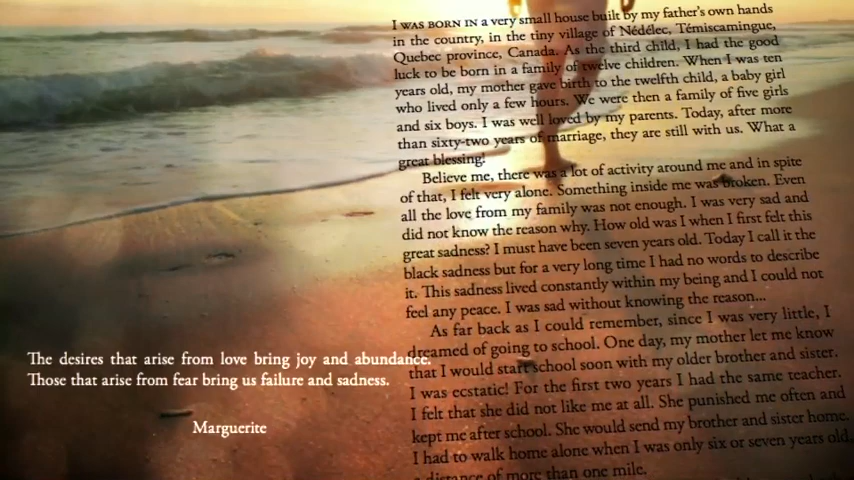 I WAS BORN IN a very small house built by my father's own hands
in the country, in the tiny village of Nédélec, Témiscamingue,
Quebec province, Canada. As the third child, I had the good
luck to be born in a family of twelve children. When I was ten
years old, my mother gave birth to the twelfth child, a baby girl
who lived only a few hours. We were then a family of five girls
and six boys. I was well loved by my parents. Today, after more
than sixty-two years of marriage, they are still with us. What a
great blessing!
Believe me, there was a lot of activity around me and in spite
of that, I felt very alone. Something inside me was broken. Even
all the love from my family was not enough. I was very sad and
did not know the reason why. How old was I when I first felt this
great sadness? I must have been seven years old. Today I call it the
black sadness but for a very long time I had no words to describe
it. This sadness lived constantly within my being and I could not
feel any peace. I was sad without knowing the reason...
As far back as I could remember, since I was very little, I
dreamed of going to school. One day, my mother let me know
that I would start school soon with my older brother and sister.
I was ecstatic! For the first two years I had the same teacher.
I felt that she did not like me at all. She punished me often and
kept me after school. She would send my brother and sister home.
I had to walk home alone when I was only six or seven years old,
a distance of more than one mile.
The desires that arise from love bring joy and abundance.
Those that arise from fear bring us failure and sadness.
Marguerite